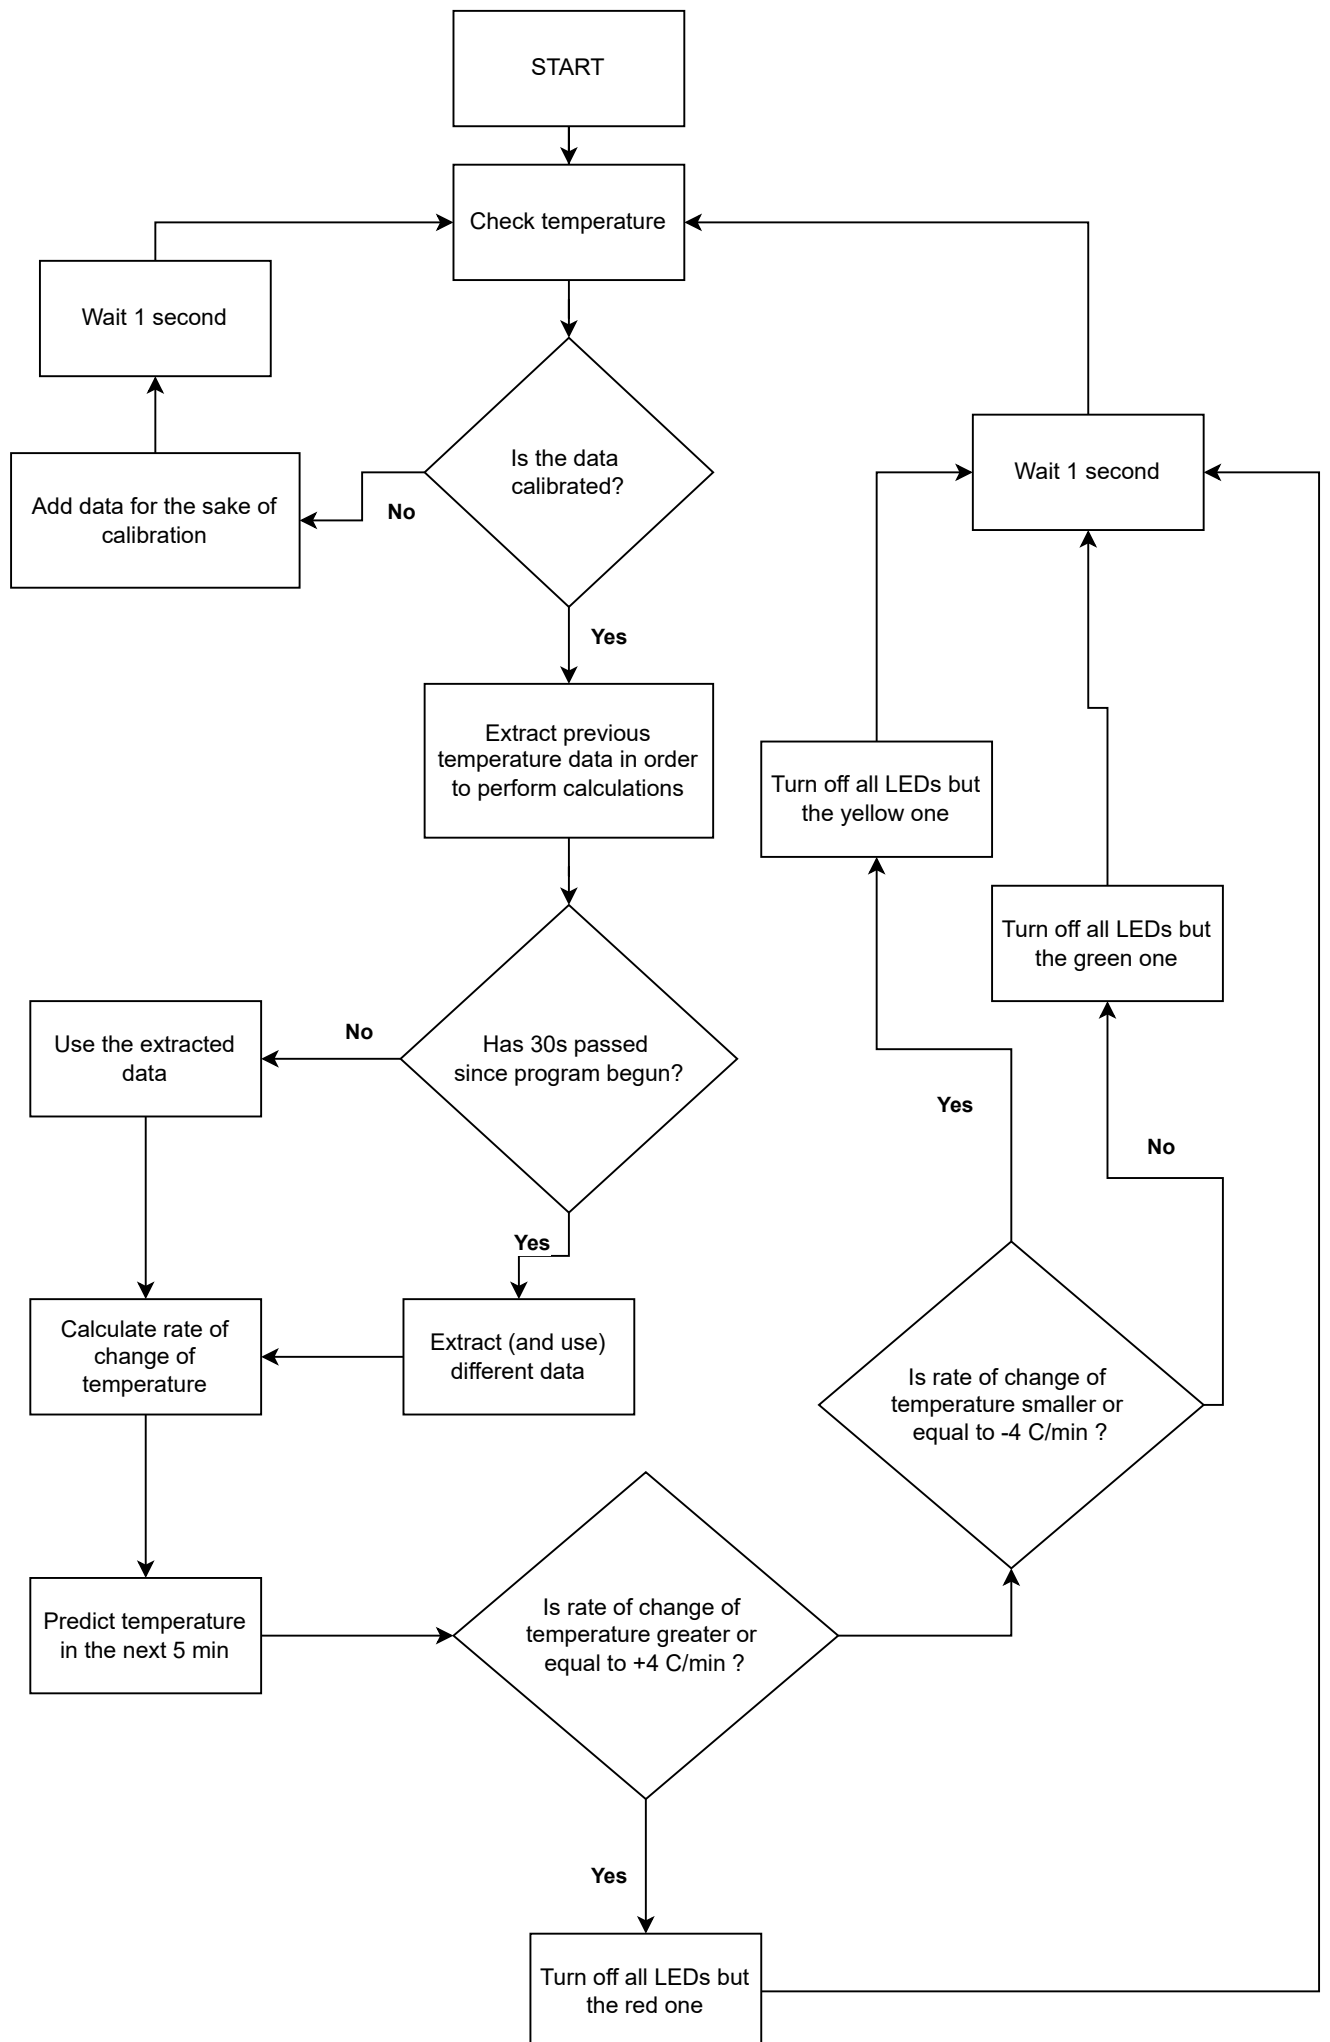 START
Check temperature
Wait 1 second
Is the data
calibrated?
No
Add data for the sake of
calibration
Wait 1 second
Yes
Extract previous
temperature data in order
to perform calculations
Turn off all LEDs but
the yellow one
Turn off all LEDs but
the green one
No
Use the extracted
data
Has 30s passed
since program begun?
Yes
No
Yes
Calculate rate of
change of
temperature
Extract (and use)
different data
Is rate of change of
temperature smaller or
equal to -4 C/min ?
Predict temperature
in the next 5 min
Is rate of change of
temperature greater or
equal to +4 C/min ?
Yes
Turn off all LEDs but
the red one